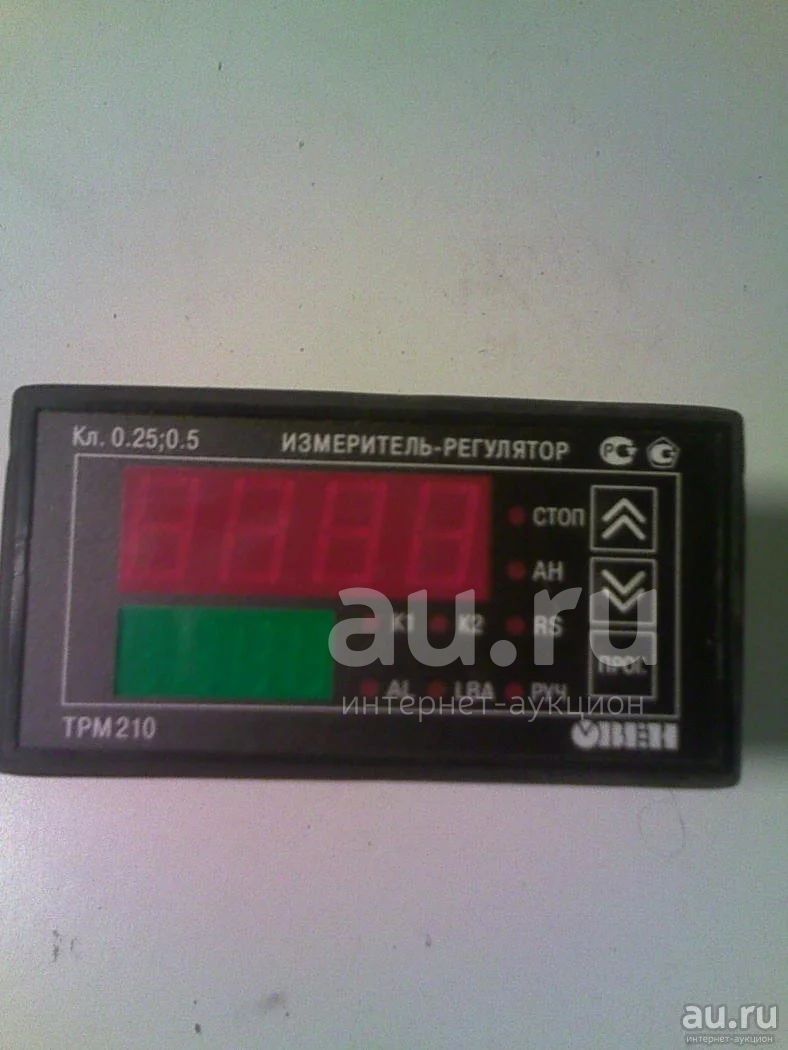 Кл. 0.25;0.5 ИЗМЕРИТЕЛЬ-РЕГУЛЯТОР
СТОП
АН
К1 К2 RS
ПРОГ.
AL LBA РУЧ
ТРМ210 ОВЕН
au.ru
интернет-аукцион
au.ru
интернет-аукцион